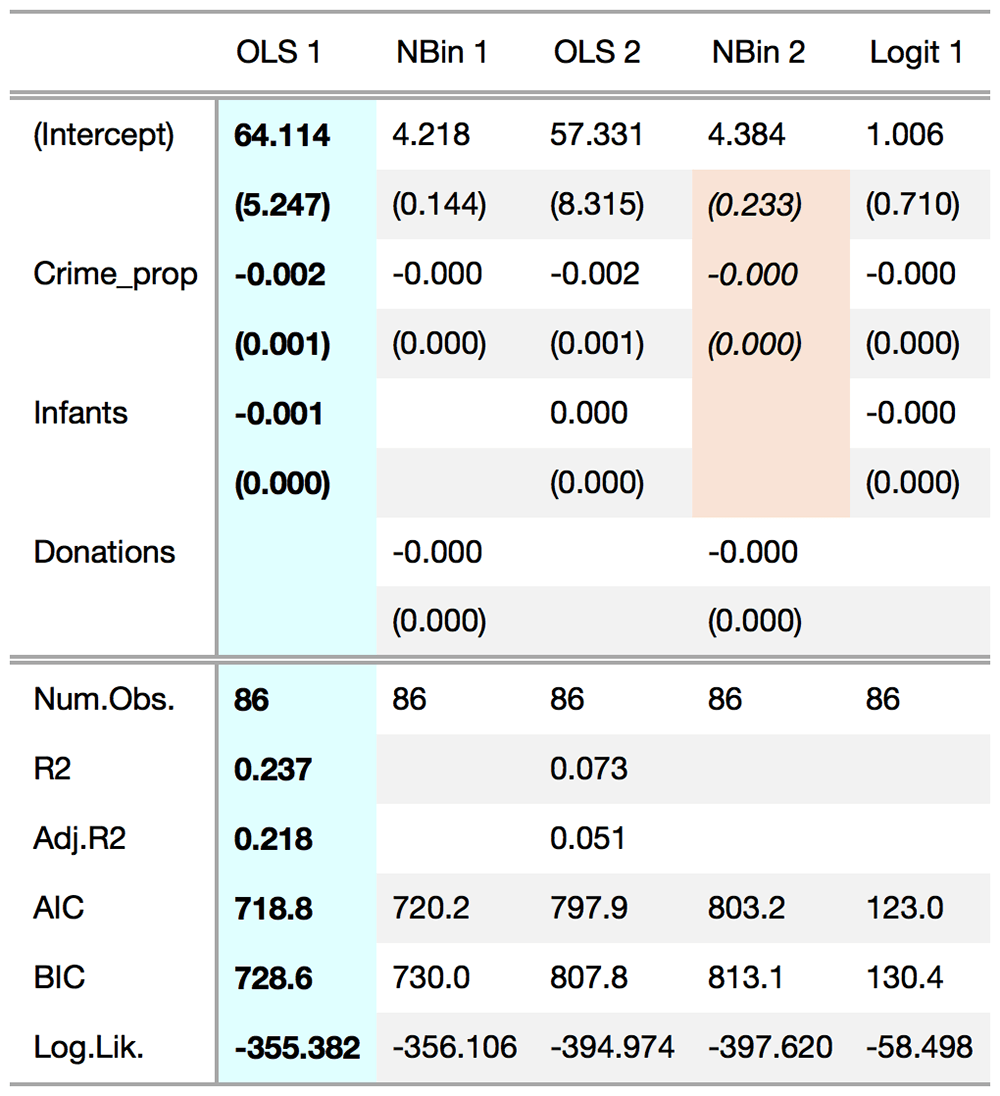 OLS 1 NBin 1 OLS 2 NBin 2 Logit 1
(Intercept) 64.114 4.218 57.331 4.384 1.006
(5.247) (0.144) (8.315) (0.233) (0.710)
Crime_prop -0.002 -0.000 -0.002 -0.000 -0.000
(0.001) (0.000) (0.001) (0.000) (0.000)
Infants -0.001 0.000 -0.000
(0.000) (0.000) (0.000)
Donations -0.000 -0.000
(0.000) (0.000)
Num.Obs. 86 86 86 86 86
R2 0.237 0.073
Adj.R2 0.218 0.051
AIC 718.8 720.2 797.9 803.2 123.0
BIC 728.6 730.0 807.8 813.1 130.4
Log.Lik. -355.382 -356.106 -394.974 -397.620 -58.498